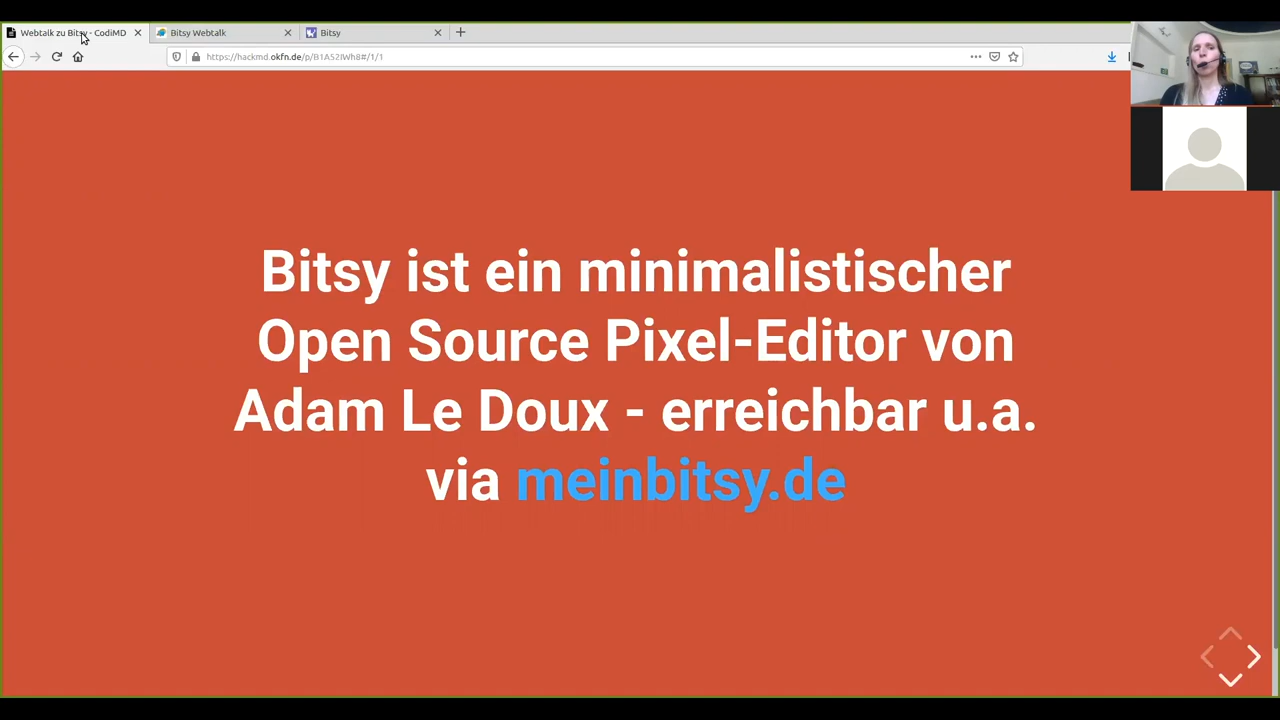 Webtalk zu Bitsy - CodiMD
Bitsy Webtalk
Bitsy
https://hackmd.okfn.de/p/B1A52IWh8#/1/1
Bitsy ist ein minimalistischer
Open Source Pixel-Editor von
Adam Le Doux - erreichbar u.a.
via meinbitsy.de